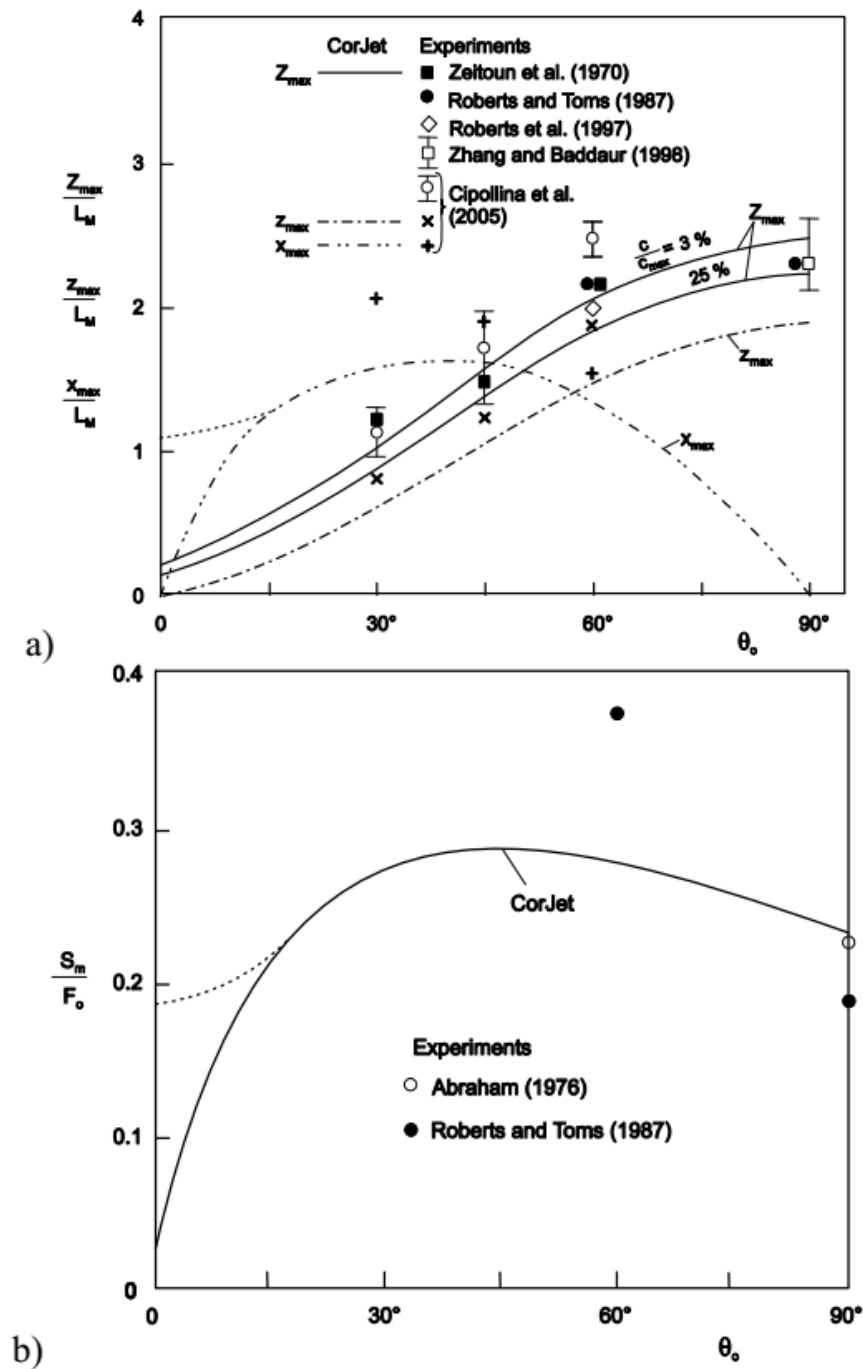 4
CorJet Experiments
Zmax Zeitoun et al. (1970)
Roberts and Toms (1987)
Roberts et al. (1997)
3 Zhang and Baddaur (1998)
Zmax
LM
Cipollina et al.
(2005)
zmax
xmax
Zmax
c
cmax
= 3 %
25 %
zmax
LM
2
zmax
xmax
LM
1
xmax
0
0 30° 60° 90°
θo
a)
0.4
0.3
CorJet
Sm
Fo
0.2
Experiments
Abraham (1976)
0.1
Roberts and Toms (1987)
0
0 30° 60° 90°
θo
b)